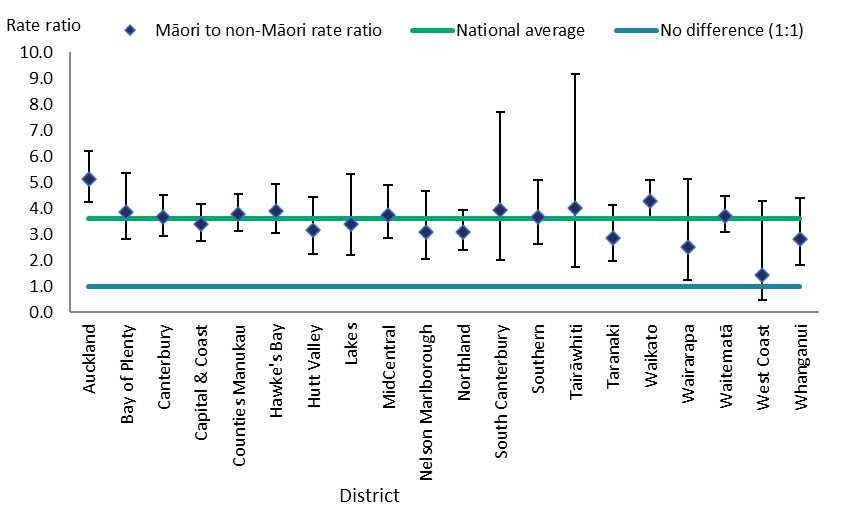 Rate ratio
Māori to non-Māori rate ratio
National average
No difference (1:1)
10.0
9.0
8.0
7.0
6.0
5.0
4.0
3.0
2.0
1.0
0.0
Auckland
Bay of Plenty
Canterbury
Capital & Coast
Counties Manukau
Hawke's Bay
Hutt Valley
Lakes
MidCentral
Nelson Marlborough
Northland
South Canterbury
Southern
Tairāwhiti
Taranaki
Waikato
Wairarapa
Waitematā
West Coast
Whanganui
District